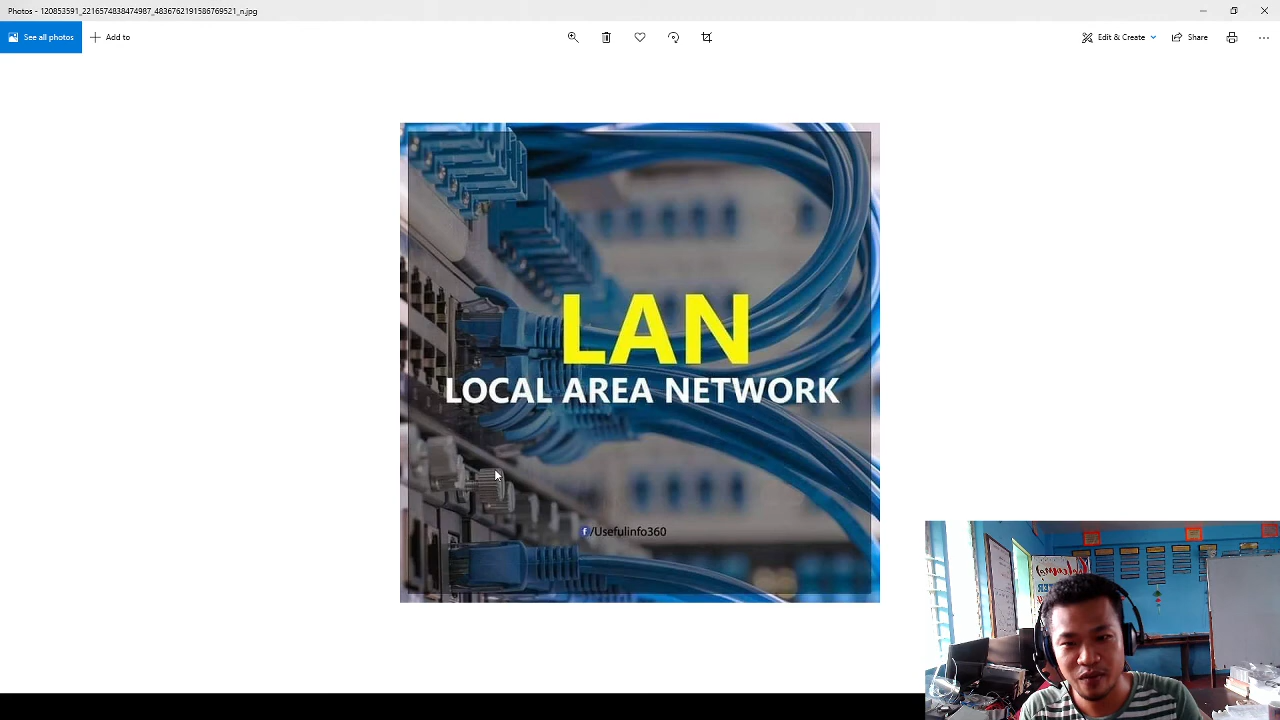 Photos - 120853591_2216574838474987_4836762191586769521_n.jpg
See all photos
Add to
Edit & Create
Share
LAN
LOCAL AREA NETWORK
f/Usefulinfo360